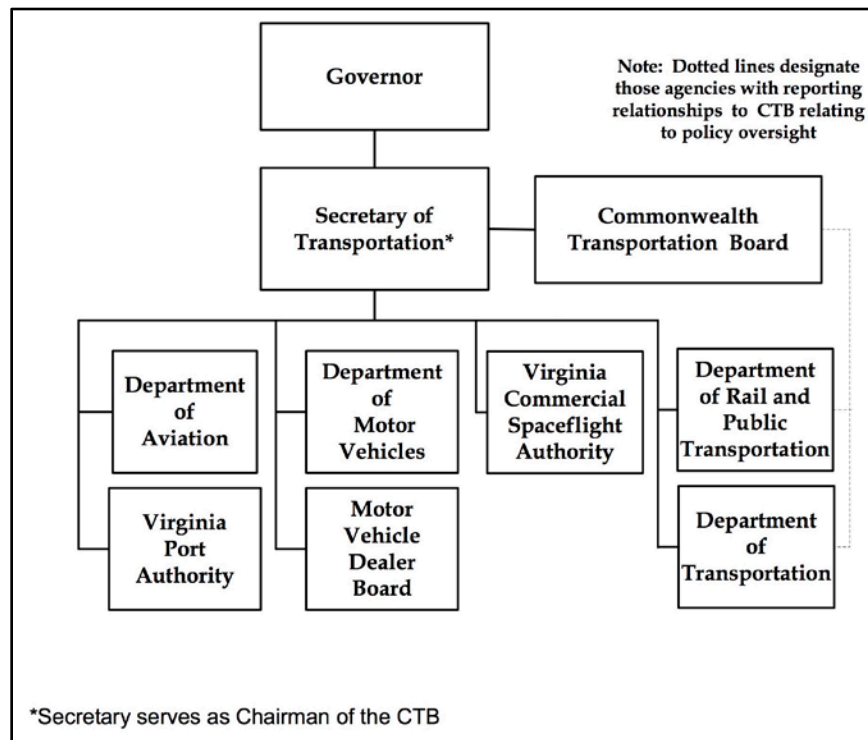 Governor
Note: Dotted lines designate
those agencies with reporting
relationships to CTB relating
to policy oversight
Secretary of
Transportation*
Commonwealth
Transportation Board
Department
of
Aviation
Department
of
Motor
Vehicles
Virginia
Commercial
Spaceflight
Authority
Department
of Rail and
Public
Transportation
Virginia
Port
Authority
Motor
Vehicle
Dealer
Board
Department
of
Transportation
*Secretary serves as Chairman of the CTB